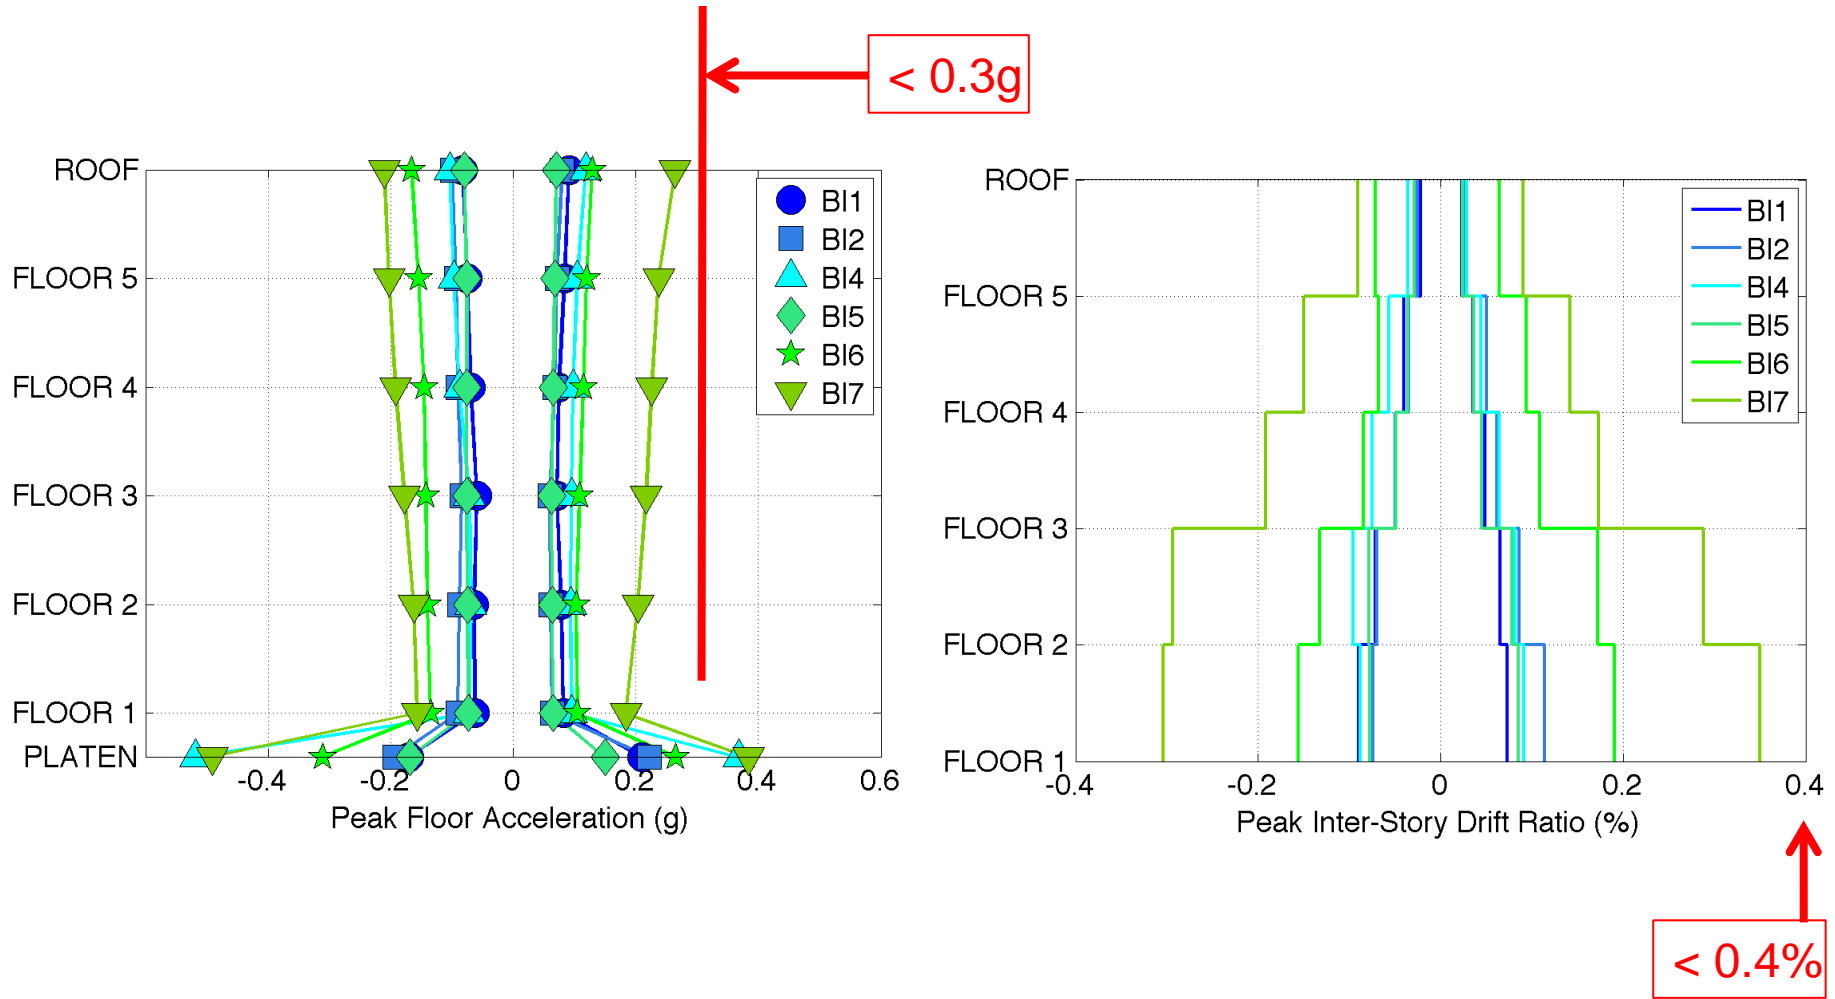 < 0.3g
ROOF
FLOOR 5
FLOOR 4
FLOOR 3
FLOOR 2
FLOOR 1
PLATEN
BI1
BI2
BI4
BI5
BI6
BI7
-0.4
-0.2
0
0.2
0.4
0.6
Peak Floor Acceleration (g)
ROOF
FLOOR 5
FLOOR 4
FLOOR 3
FLOOR 2
FLOOR 1
BI1
BI2
BI4
BI5
BI6
BI7
-0.4
-0.2
0
0.2
0.4
Peak Inter-Story Drift Ratio (%)
< 0.4%